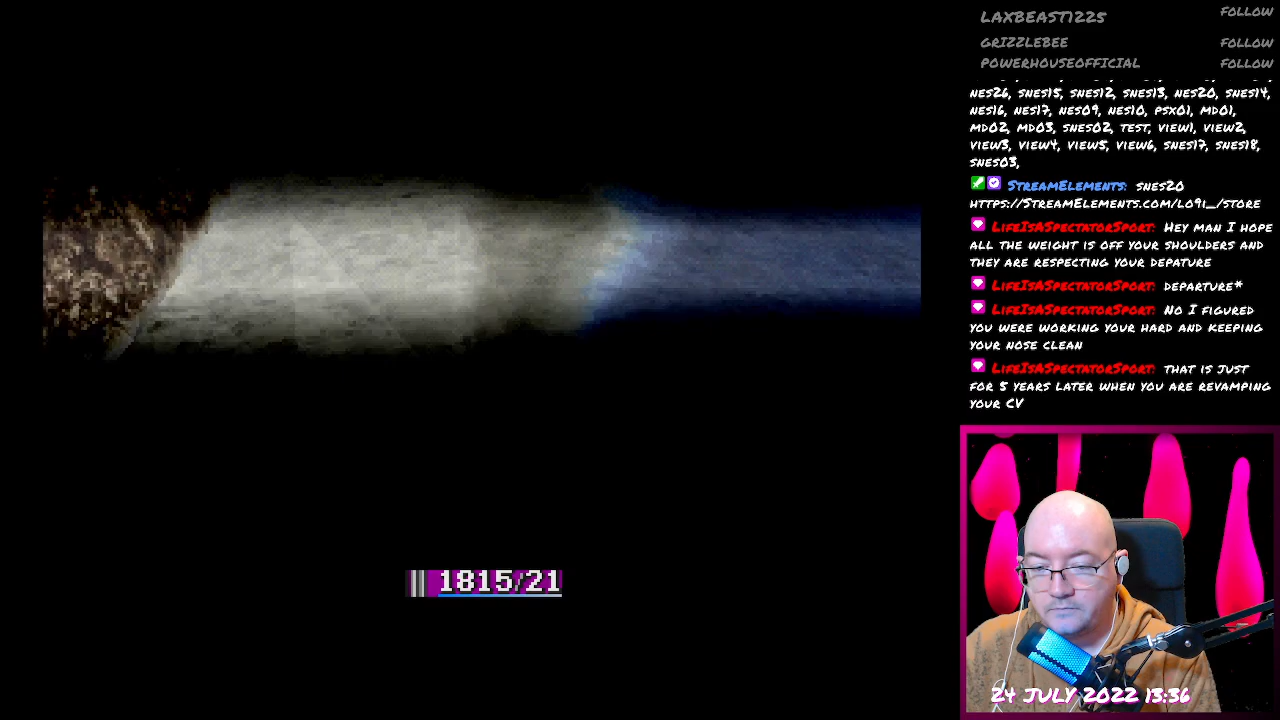 LAXBEAST1225 FOLLOW
GRIZZLEBEE FOLLOW
POWERHOUSEOFFICIAL FOLLOW
NES26, SNES15, SNES12, SNES13, NES20, SNES14,
NES16, NES17, NES09, NES10, PSX01, MD01,
MD02, MD03, SNES02, TEST, VIEW1, VIEW2,
VIEW3, VIEW4, VIEW5, VIEW6, SNES17, SNES18,
SNES03,
STREAMELEMENTS: SNES20
HTTPS://STREAMELEMENTS.COM/LO91_/STORE
LIFEISASPECTATORSPORT: HEY MAN I HOPE
ALL THE WEIGHT IS OFF YOUR SHOULDERS AND
THEY ARE RESPECTING YOUR DEPATURE
LIFEISASPECTATORSPORT: DEPARTURE*
LIFEISASPECTATORSPORT: NO I FIGURED
YOU WERE WORKING YOUR HARD AND KEEPING
YOUR NOSE CLEAN
LIFEISASPECTATORSPORT: THAT IS JUST
FOR 5 YEARS LATER WHEN YOU ARE REVAMPING
YOUR CV
1815/21
24 JULY 2022 13:36